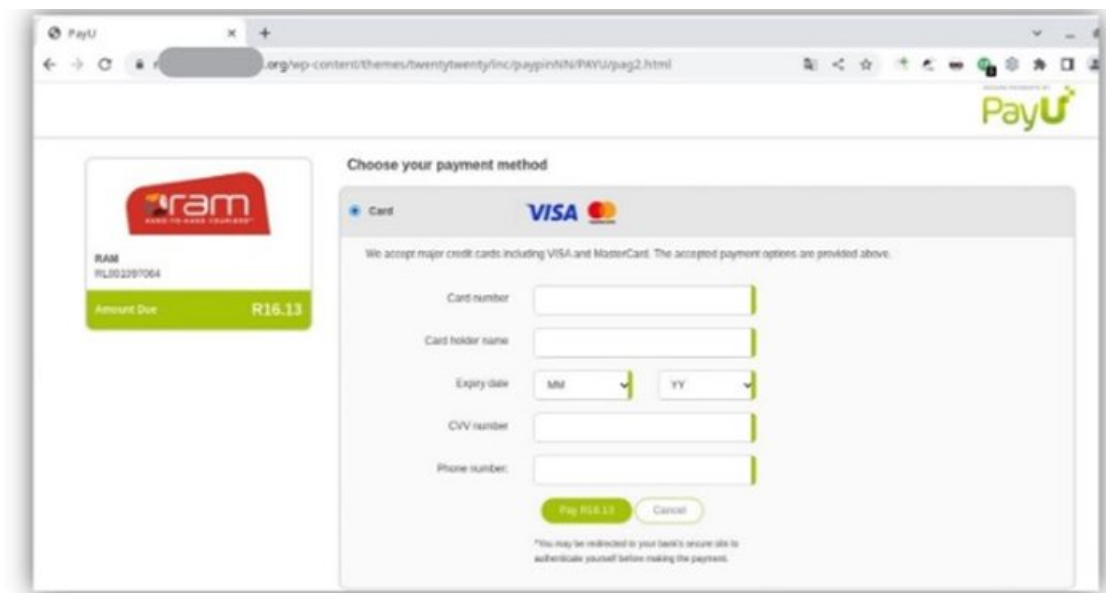 PayU
.org/wp-content/themes/twentytwenty/inc/paypinNN/PAYU/pag2.html
PayU
Choose your payment method
ram
Card
VISA
We accept major credit cards including VISA and MasterCard. The accepted payment options are provided above.
RAM
Amount Due R16.13
Card number
Card holder name
Expiry date MM YY
CVV number
Phone number:
Pay R16.13 Cancel
*You may be redirected to your bank's secure site to
authenticate yourself before making the payment.